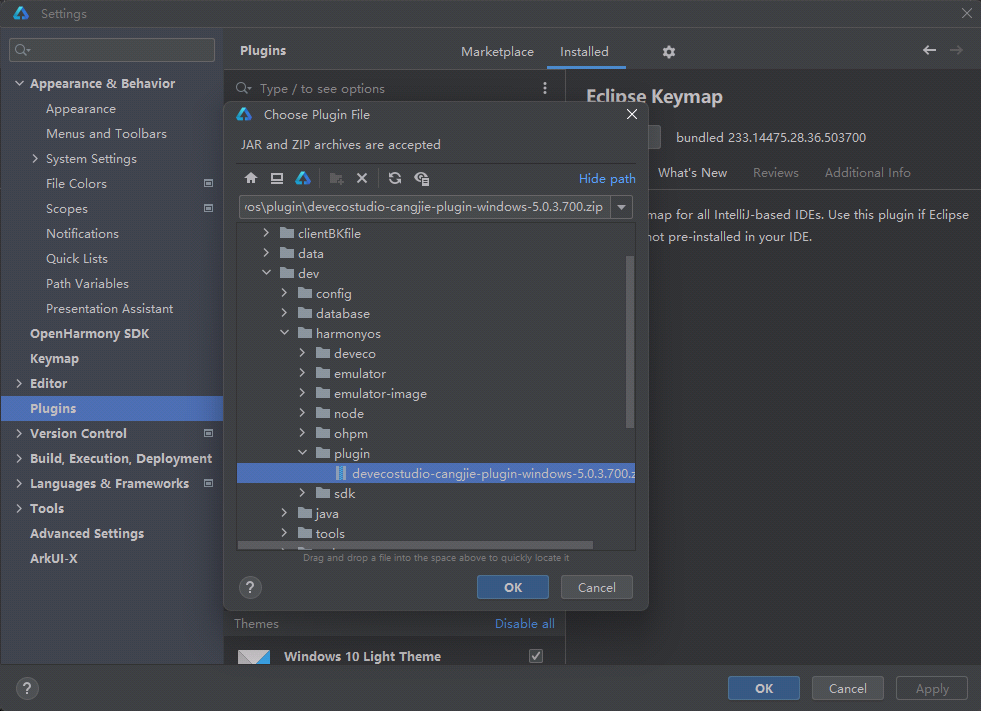 Settings
Appearance & Behavior
Appearance
Menus and Toolbars
System Settings
File Colors
Scopes
Notifications
Quick Lists
Path Variables
Presentation Assistant
OpenHarmony SDK
Keymap
Editor
Plugins
Version Control
Build, Execution, Deployment
Languages & Frameworks
Tools
Advanced Settings
ArkUI-X
Plugins
Marketplace
Installed
Type / to see options
Eclipse Keymap
bundled 233.14475.28.36.503700
What's New
Reviews
Additional Info
map for all IntelliJ-based IDEs. Use this plugin if Eclipse
not pre-installed in your IDE.
Choose Plugin File
JAR and ZIP archives are accepted
Hide path
os\plugin\devecostudio-cangjie-plugin-windows-5.0.3.700.zip
clientBKfile
data
dev
config
database
harmonyos
deveco
emulator
emulator-image
node
ohpm
plugin
devecostudio-cangjie-plugin-windows-5.0.3.700.z
sdk
java
tools
Drag and drop a file into the space above to quickly locate it
?
OK
Cancel
Themes
Disable all
Windows 10 Light Theme
?
OK
Cancel
Apply